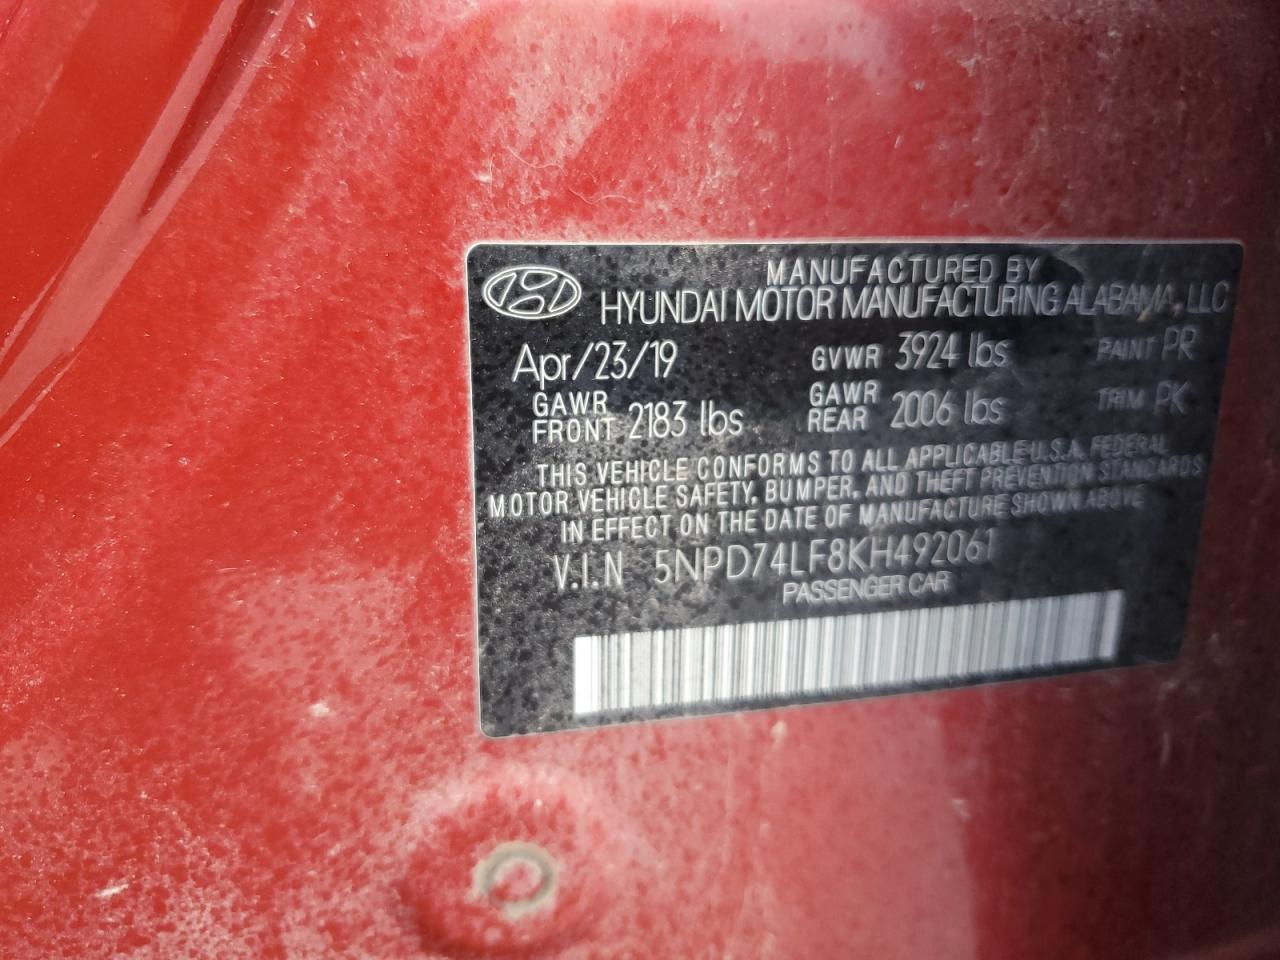 MANUFACTURED BY
HYUNDAI MOTOR MANUFACTURING ALABAMA, LLC
Apr/23/19 GVWR 3924 lbs PAINT PR
GAWR FRONT 2183 lbs GAWR REAR 2006 lbs TRIM PK
THIS VEHICLE CONFORMS TO ALL APPLICABLE U.S.A. FEDERAL
MOTOR VEHICLE SAFETY, BUMPER, AND THEFT PREVENTION STANDARDS
IN EFFECT ON THE DATE OF MANUFACTURE SHOWN ABOVE
V.I.N 5NPD74LF8KH492061
PASSENGER CAR